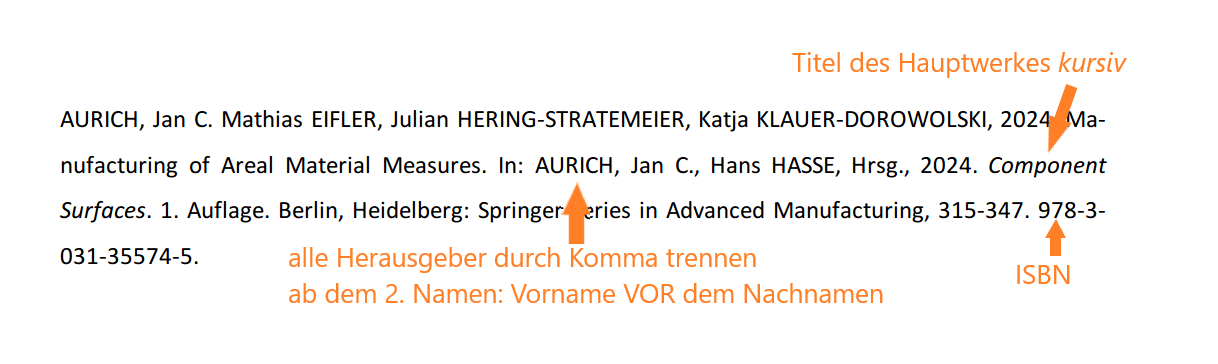 Titel des Hauptwerkes kursiv
AURICH, Jan C. Mathias EIFLER, Julian HERING-STRATEMEIER, Katja KLAUER-DOROWOLSKI, 2024. Ma-
nufacturing of Areal Material Measures. In: AURICH, Jan C., Hans HASSE, Hrsg., 2024. Component
Surfaces. 1. Auflage. Berlin, Heidelberg: Springer Series in Advanced Manufacturing, 315-347. 978-3-
031-35574-5.
alle Herausgeber durch Komma trennen
ab dem 2. Namen: Vorname VOR dem Nachnamen
ISBN